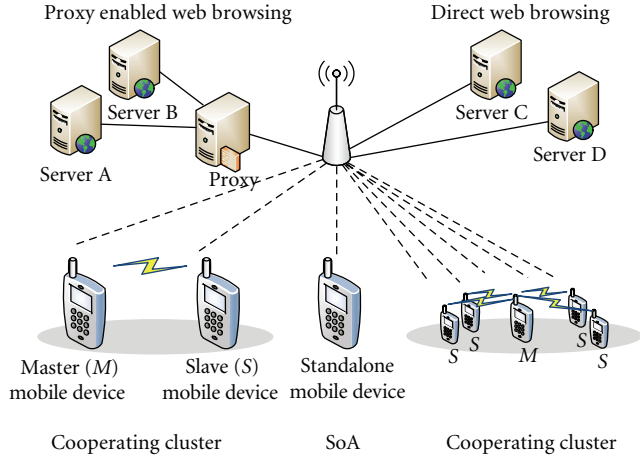 Proxy enabled web browsing
Direct web browsing
Server B
Server C
Server A
Proxy
Server D
Master (M)
mobile device
Slave (S)
mobile device
Standalone
mobile device
S
S
M
S
S
Cooperating cluster
SoA
Cooperating cluster